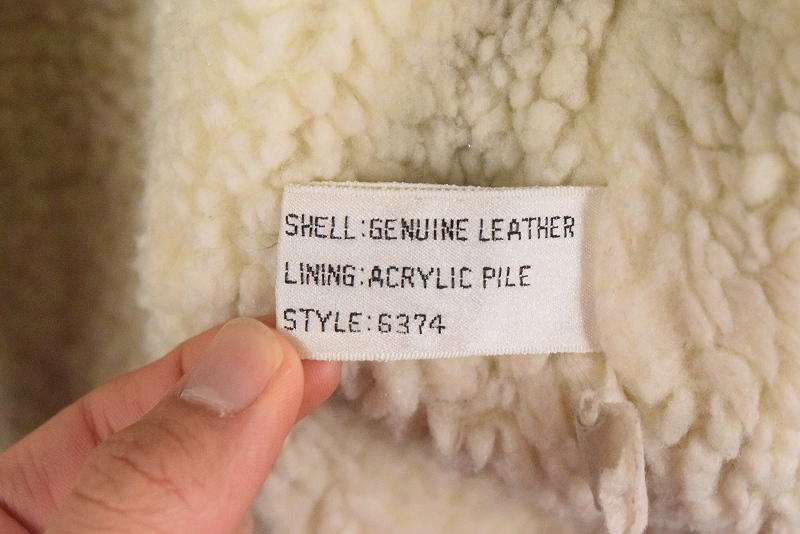 SHELL:GENUINE LEATHER
LINING:ACRYLIC PILE
STYLE:6374